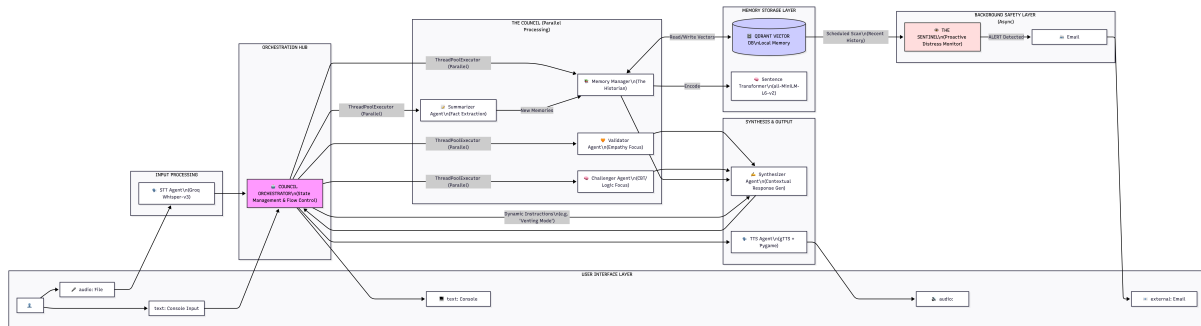 MEMORY STORAGE LAYER
BACKGROUND SAFETY LAYER
(Async)
THE COUNCIL (Parallel
Processing)
ORCHESTRATION HUB
ThreadPoolExecutor
(Parallel)
Read/Write Vectors
QDRANT VECTOR
DB\nLocal Memory
Scheduled Scan\n(Recent
History)
THE
SENTINEL\n(Proactive
Distress Monitor)
ALERT Detected
Email
Memory Manager\n(The
Historian)
Encode
Sentence
Transformer\n(all-MiniLM-
L6-v2)
ThreadPoolExecutor
(Parallel)
Summarizer
Agent\n(Fact Extraction)
New Memories
SYNTHESIS & OUTPUT
ThreadPoolExecutor
(Parallel)
Validator
Agent\n(Empathy Focus)
INPUT PROCESSING
STT Agent\n(Groq
Whisper-v3)
COUNCIL
ORCHESTRATOR\n(State
Management & Flow Control)
ThreadPoolExecutor
(Parallel)
Challenger Agent\n(CBT/
Logic Focus)
Synthesizer
Agent\n(Contextual
Response Gen)
Dynamic Instructions\n(e.g.
'Venting Mode')
TTS Agent\n(gTTS +
Pygame)
USER INTERFACE LAYER
audio: File
text: Console Input
text: Console
audio:
external: Email